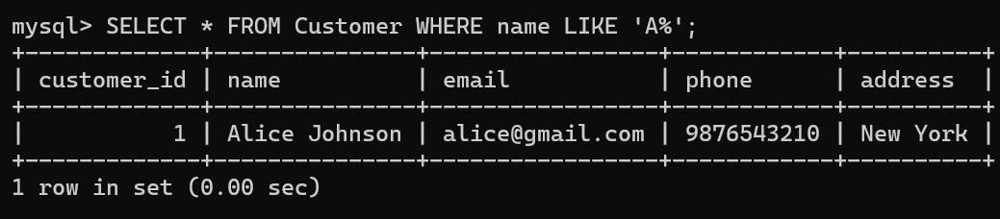 mysql> SELECT * FROM Customer WHERE name LIKE 'A%';
+-------------+---------------+-----------------+------------+----------+
| customer_id | name          | email           | phone      | address  |
+-------------+---------------+-----------------+------------+----------+
|           1 | Alice Johnson | alice@gmail.com | 9876543210 | New York |
+-------------+---------------+-----------------+------------+----------+
1 row in set (0.00 sec)